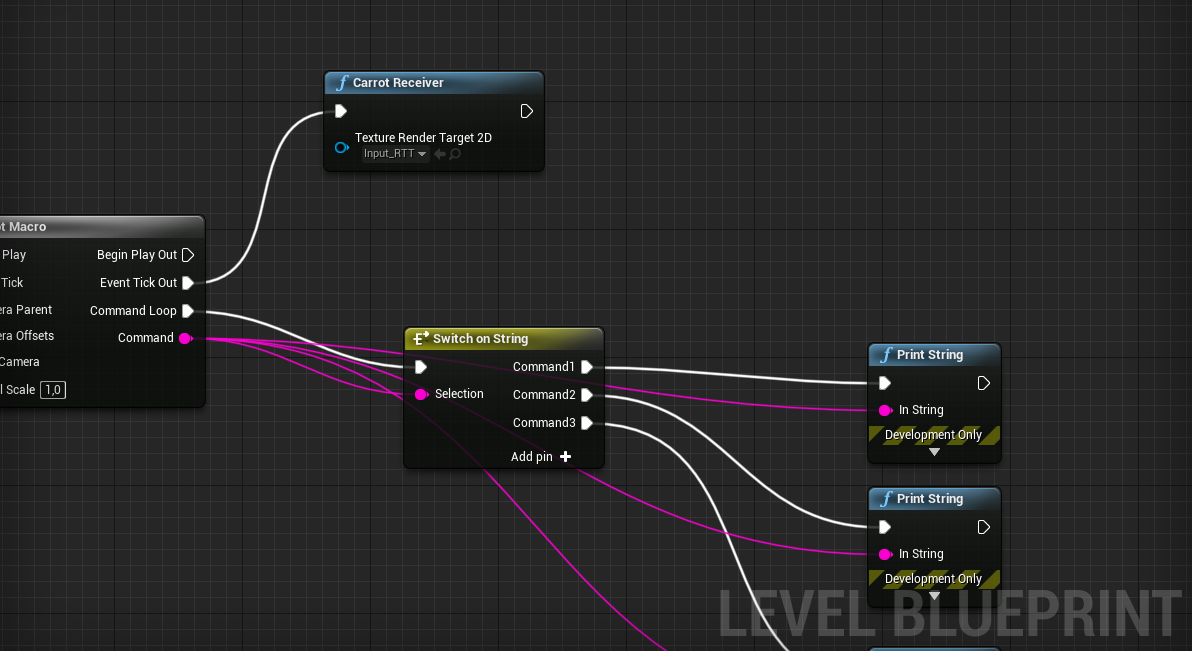 Carrot Receiver
Texture Render Target 2D
Input_RTT
t Macro
Play
Begin Play Out
Tick
Event Tick Out
era Parent
Command Loop
era Offsets
Command
Camera
l Scale 1,0
Switch on String
Command1
Selection
Command2
Command3
Add pin
Print String
In String
Development Only
Print String
In String
Development Only
LEVEL BLUEPRINT